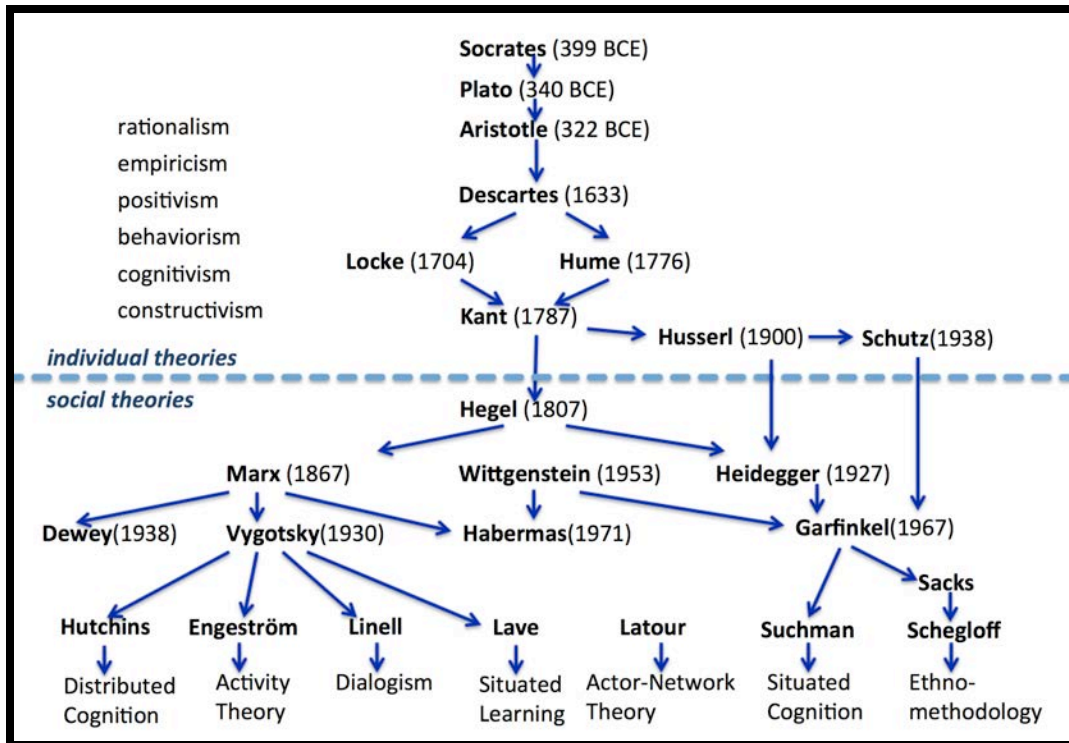 Socrates (399 BCE)
Plato (340 BCE)
rationalism
Aristotle (322 BCE)
empiricism
positivism
Descartes (1633)
behaviorism
Locke (1704)
Hume (1776)
cognitivism
constructivism
Kant (1787)
Husserl (1900)
Schutz(1938)
individual theories
social theories
Hegel (1807)
Marx (1867)
Wittgenstein (1953)
Heidegger (1927)
Dewey(1938)
Vygotsky(1930)
Habermas(1971)
Garfinkel(1967)
Sacks
Hutchins
Engeström
Linell
Lave
Latour
Suchman
Schegloff
Distributed
Cognition
Activity
Theory
Dialogism
Situated
Learning
Actor-Network
Theory
Situated
Cognition
Ethno-
methodology